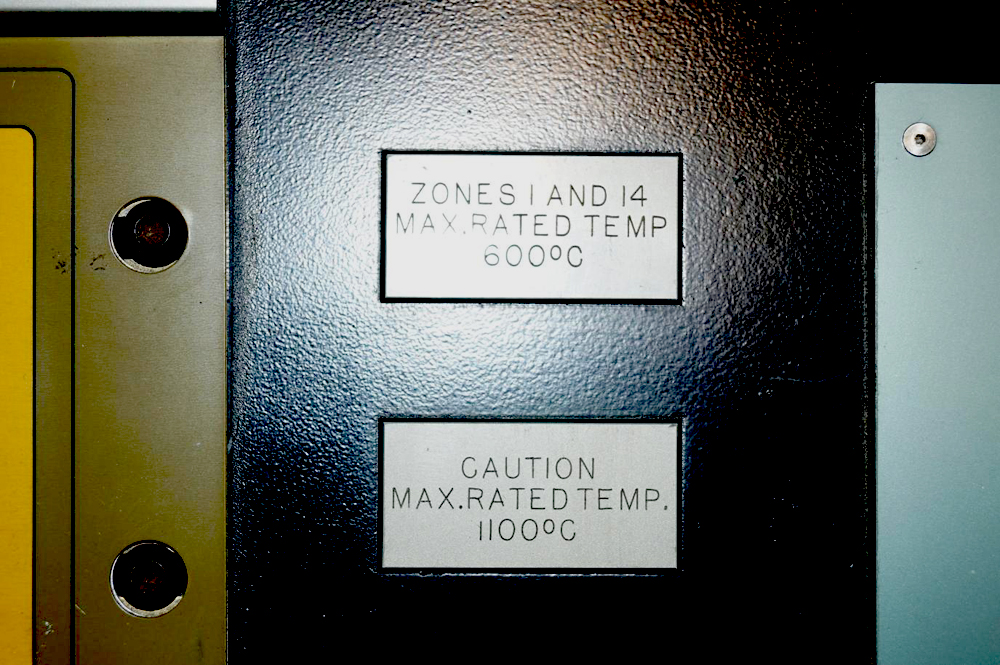 ZONES 1 AND 14
MAX.RATED TEMP
600ºC
CAUTION
MAX.RATED TEMP.
1100ºC